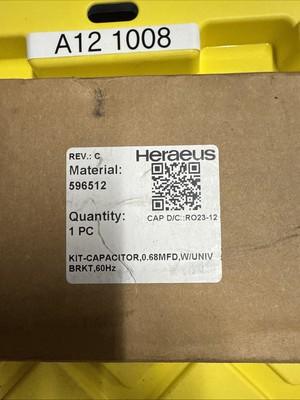 A12 1008
REV.: C
Heraeus
Material:
596512
Quantity:
1 PC
CAP D/C.:RO23-12
KIT-CAPACITOR,0.68MFD,W/UNIV
BRKT,60Hz